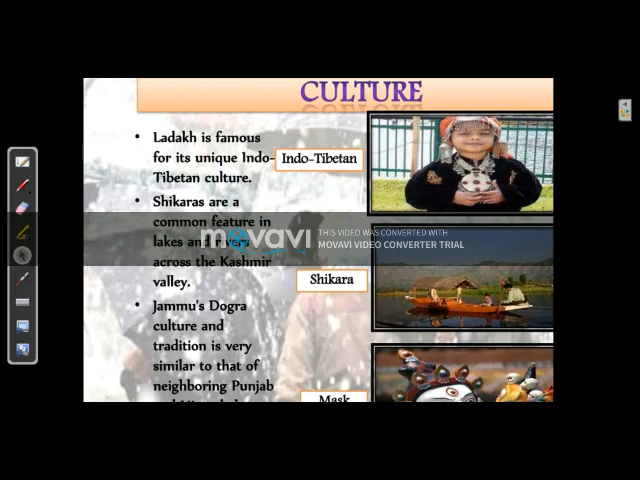 CULTURE
• Ladakh is famous
for its unique Indo-
Tibetan culture.
• Shikaras are a
common feature in
lakes and rivers
across the Kashmir
valley.
• Jammu's Dogra
culture and
tradition is very
similar to that of
neighboring Punjab
Indo-Tibetan
Shikara
Mask
movavi
THIS VIDEO WAS CONVERTED WITH
MOVAVI VIDEO CONVERTER TRIAL